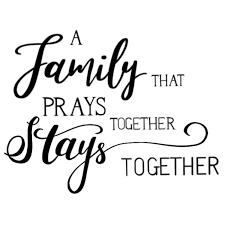 A
Family THAT
PRAYS TOGETHER
Stays TOGETHER